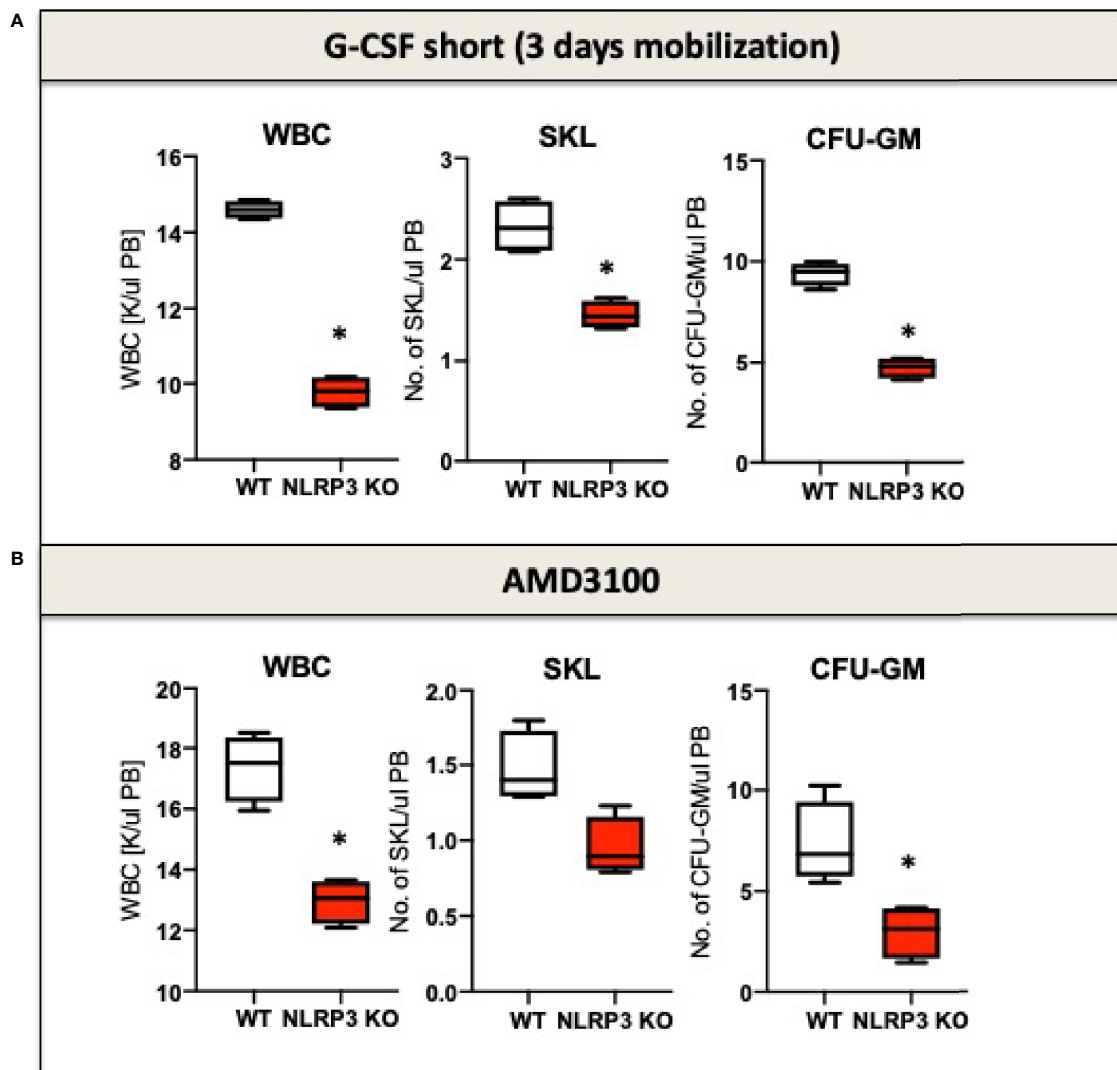 A
G-CSF short (3 days mobilization)
WBC
SKL
CFU-GM
WBC [K/ul PB]
16
14
12
10
8
WT NLRP3 KO
*
No. of SKL/ul PB
3
2
1
0
WT NLRP3 KO
*
No. of CFU-GM/ul PB
15
10
5
0
WT NLRP3 KO
*
B
AMD3100
WBC
SKL
CFU-GM
WBC [K/ul PB]
20
18
16
14
12
10
WT NLRP3 KO
*
No. of SKL/ul PB
2.0
1.5
1.0
0.5
0.0
WT NLRP3 KO
No. of CFU-GM/ul PB
15
10
5
0
WT NLRP3 KO
*